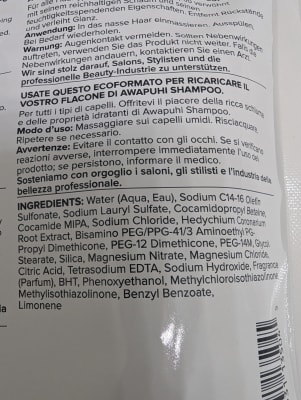 Für alle
mit seinem reichhaltigen Schaum und seinen
feuchtigkeitsspendenden Eigenschaften. Entfernt Rückstände
und verleiht Glanz.
Anwendung: In das nasse Haar einmassieren. Ausspülen.
Bei Bedarf wiederholen.
Warnung: Augenkontakt vermeiden. Sollten Nebenwirkungen
auftreten, verwenden Sie das Produkt nicht weiter. Falls die
Nebenwirkungen andauern, kontaktieren Sie einen Arzt.
Wir sind stolz darauf, Salons, Stylisten und die
professionelle Beauty-Industrie zu unterstützen.
USATE QUESTO ECOFORMATO PER RICARICARE IL
VOSTRO FLACONE DI AWAPUHI SHAMPOO.
Per tutti i tipi di capelli. Offritevi il piacere della ricca schiuma
e delle proprietà idratanti di Awapuhi Shampoo.
Modo d'uso: Massaggiare sui capelli umidi. Risciacquare.
Ripetere se necessario.
Avvertenze: Evitare il contatto con gli occhi. Se si verificano
reazioni avverse, interrompere immediatamente l'uso del
prodotto; se persistono, informare il medico.
Sosteniamo con orgoglio i saloni, gli stilisti e l'industria della
bellezza professionale.
INGREDIENTS: Water (Aqua, Eau), Sodium C14-16 Olefin
Sulfonate, Sodium Lauryl Sulfate, Cocamidopropyl Betaine,
Cocamide MIPA, Sodium Chloride, Hedychium Coronarium
Root Extract, Bisamino PEG/PPG-41/3 Aminoethyl PG-
Propyl Dimethicone, PEG-12 Dimethicone, PEG-14M, Glycol
Stearate, Silica, Magnesium Nitrate, Magnesium Chloride,
Citric Acid, Tetrasodium EDTA, Sodium Hydroxide, Fragrance
(Parfum), BHT, Phenoxyethanol, Methylchloroisothiazolinone,
Methylisothiazolinone, Benzyl Benzoate,
Limonene